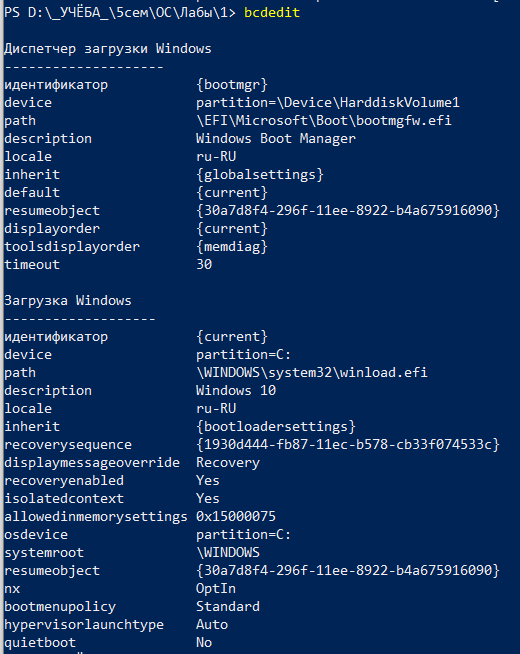 PS D:\_УЧЁБА_\5сем\ОС\Лабы\1> bcdedit
Диспетчер загрузки Windows
--------------------
идентификатор {bootmgr}
device partition=\Device\HarddiskVolume1
path \EFI\Microsoft\Boot\bootmgfw.efi
description Windows Boot Manager
locale ru-RU
inherit {globalsettings}
default {current}
resumeobject {30a7d8f4-296f-11ee-8922-b4a675916090}
displayorder {current}
toolsdisplayorder {memdiag}
timeout 30
Загрузка Windows
-------------------
идентификатор {current}
device partition=C:
path \WINDOWS\system32\winload.efi
description Windows 10
locale ru-RU
inherit {bootloadersettings}
recoverysequence {1930d444-fb87-11ec-b578-cb33f074533c}
displaymessageoverride Recovery
recoveryenabled Yes
isolatedcontext Yes
allowedinmemorysettings 0x15000075
osdevice partition=C:
systemroot \WINDOWS
resumeobject {30a7d8f4-296f-11ee-8922-b4a675916090}
nx OptIn
bootmenupolicy Standard
hypervisorlaunchtype Auto
quietboot No